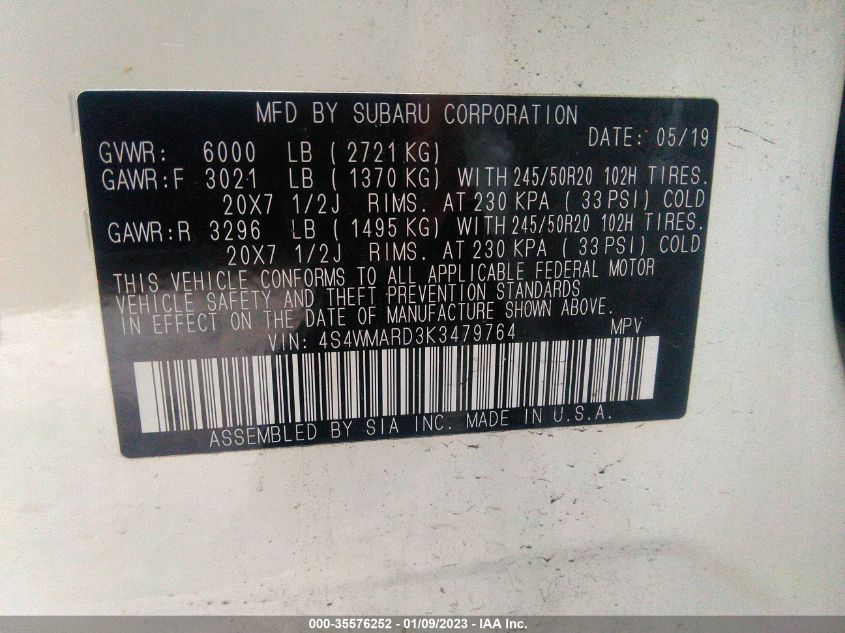 MFD BY SUBARU CORPORATION
DATE: 05/19
GVWR: 6000 LB ( 2721 KG)
GAWR:F 3021 LB ( 1370 KG) WITH 245/50R20 102H TIRES.
20X7 1/2J RIMS. AT 230 KPA ( 33 PSI) COLD
GAWR:R 3296 LB ( 1495 KG) WITH 245/50R20 102H TIRES.
20X7 1/2J RIMS. AT 230 KPA ( 33 PSI) COLD
THIS VEHICLE CONFORMS TO ALL APPLICABLE FEDERAL MOTOR
VEHICLE SAFETY AND THEFT PREVENTION STANDARDS
IN EFFECT ON THE DATE OF MANUFACTURE SHOWN ABOVE.
VIN: 4S4WMARD3K3479764 MPV
ASSEMBLED BY SIA INC. MADE IN U.S.A.
000-35576252 - 01/09/2023 - IAA Inc.